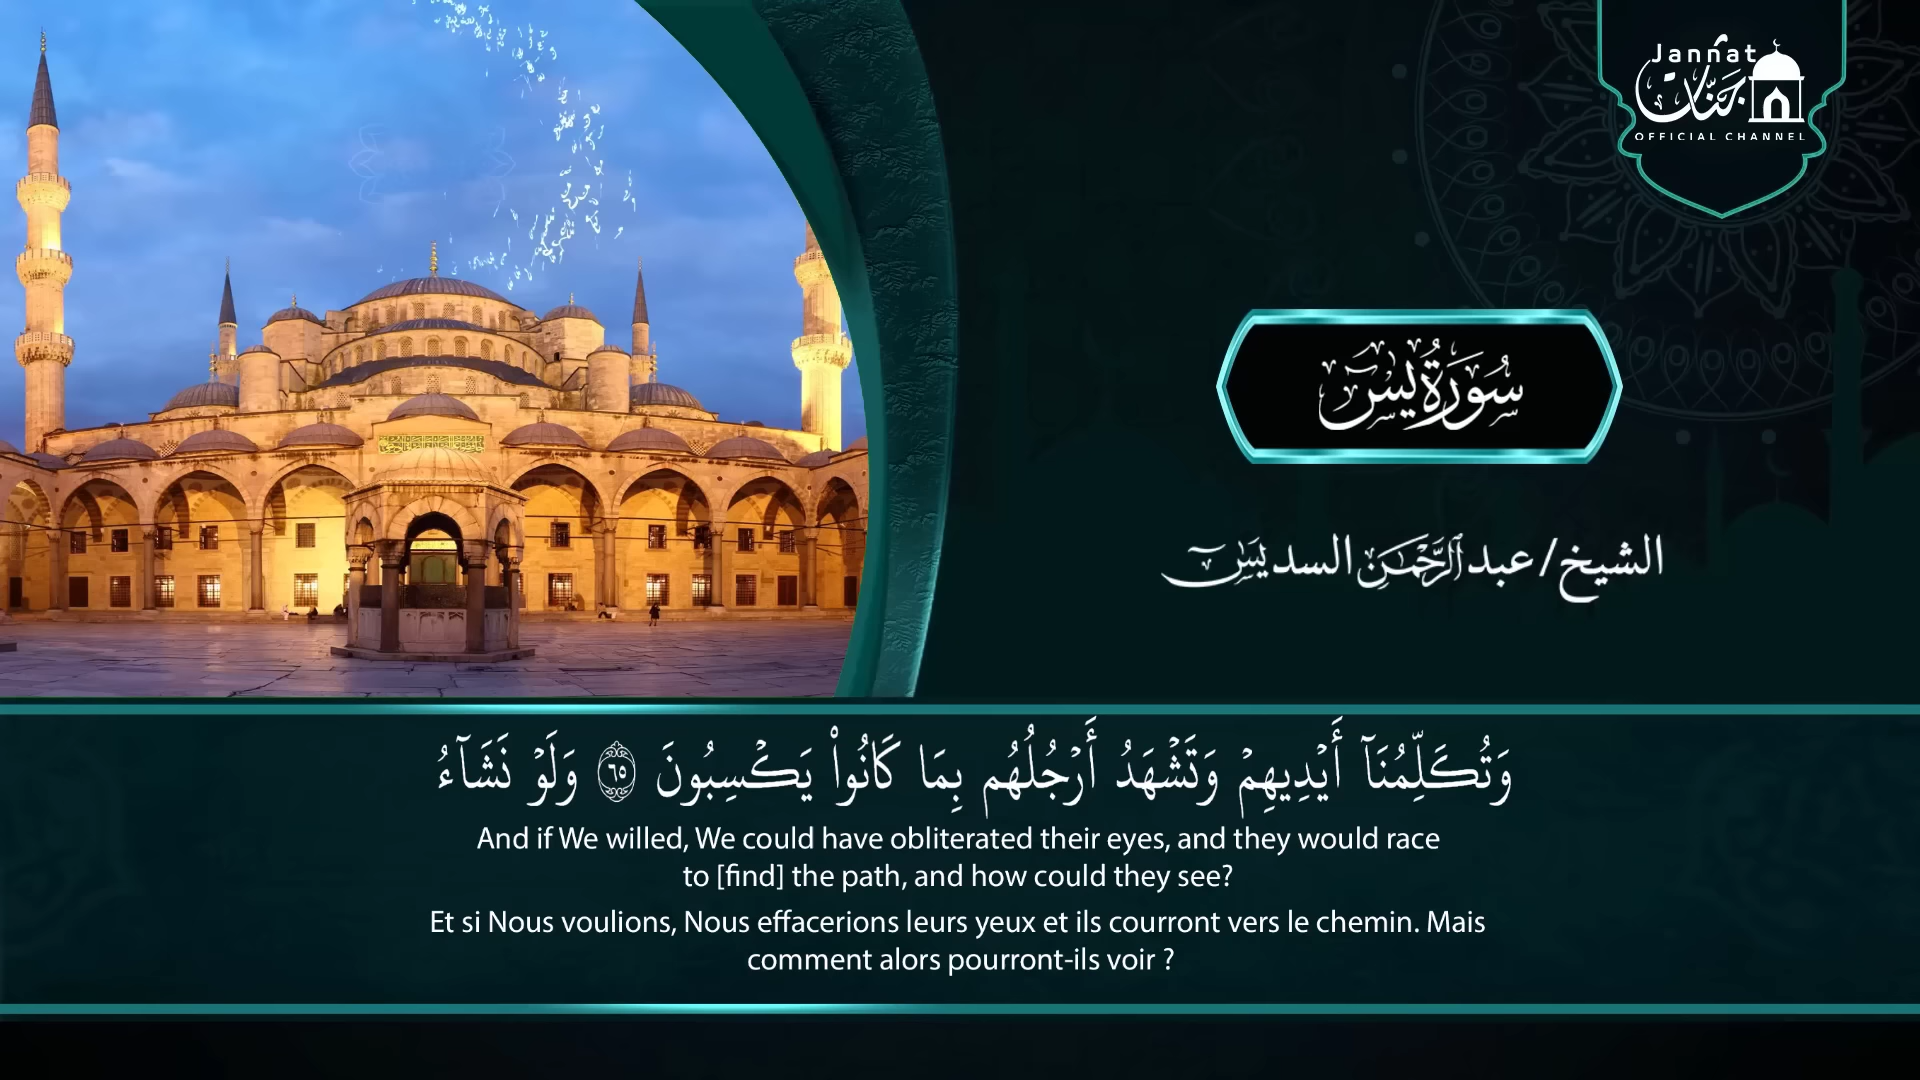 Jannat
جنات
OFFICIAL CHANNEL
سورة يس
الشيخ/عبد الرحمن السديس
وَتُكَلِّمُنَآ أَيْدِيهِمْ وَتَشْهَدُ أَرْجُلُهُم بِمَا كَانُوا۟ يَكْسِبُونَ ٦٥ وَلَوْ نَشَآءُ
And if We willed, We could have obliterated their eyes, and they would race
to [find] the path, and how could they see?
Et si Nous voulions, Nous effacerions leurs yeux et ils courront vers le chemin. Mais
comment alors pourront-ils voir ?